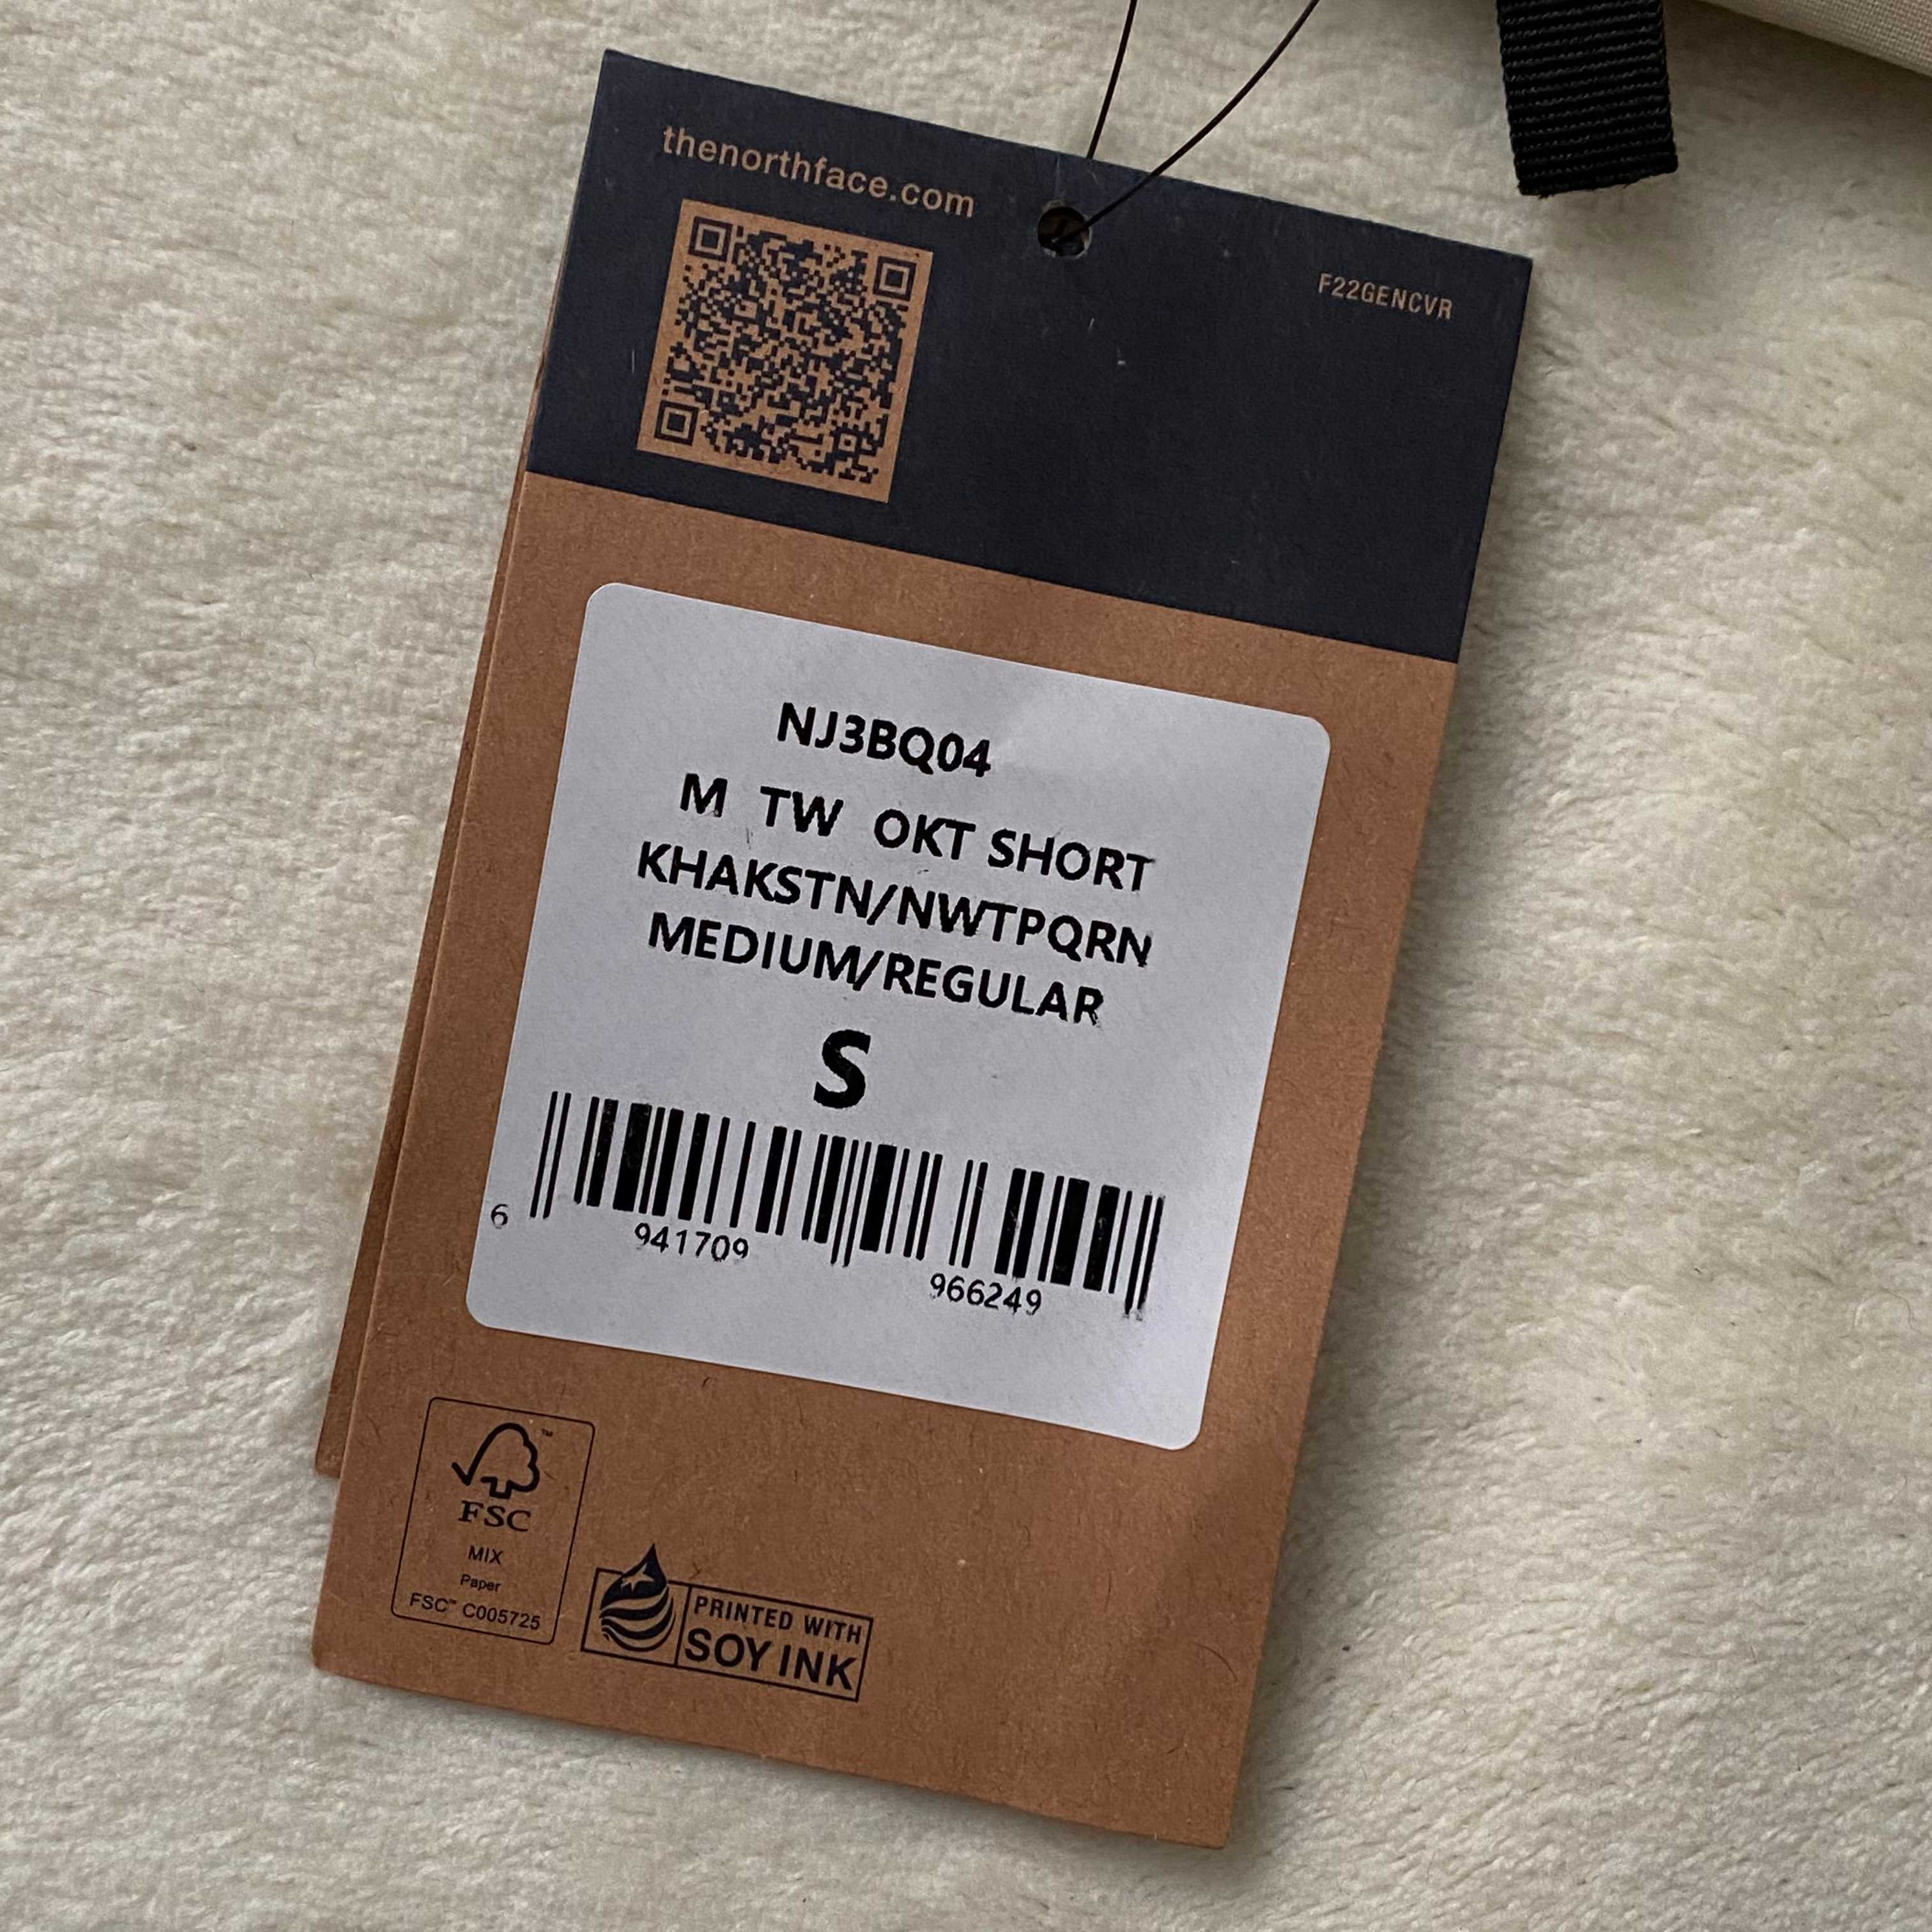 thenorthface.com
F22GENCVR
NJ3BQ04
M TW OKT SHORT
KHAKSTN/NWTPQRN
MEDIUM/REGULAR
S
6 941709 966249
FSC™
MIX
Paper
FSC™ C005725
PRINTED WITH
SOY INK